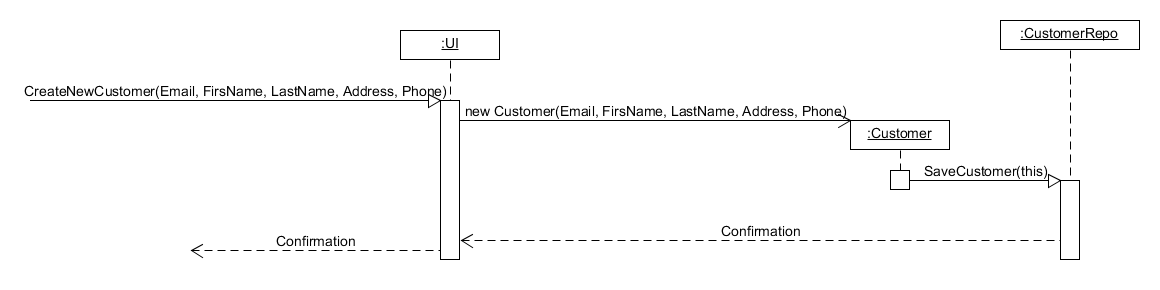 :CustomerRepo
:UI
CreateNewCustomer(Email, FirsName, LastName, Address, Phone)
new Customer(Email, FirsName, LastName, Address, Phone)
:Customer
SaveCustomer(this)
Confirmation
Confirmation